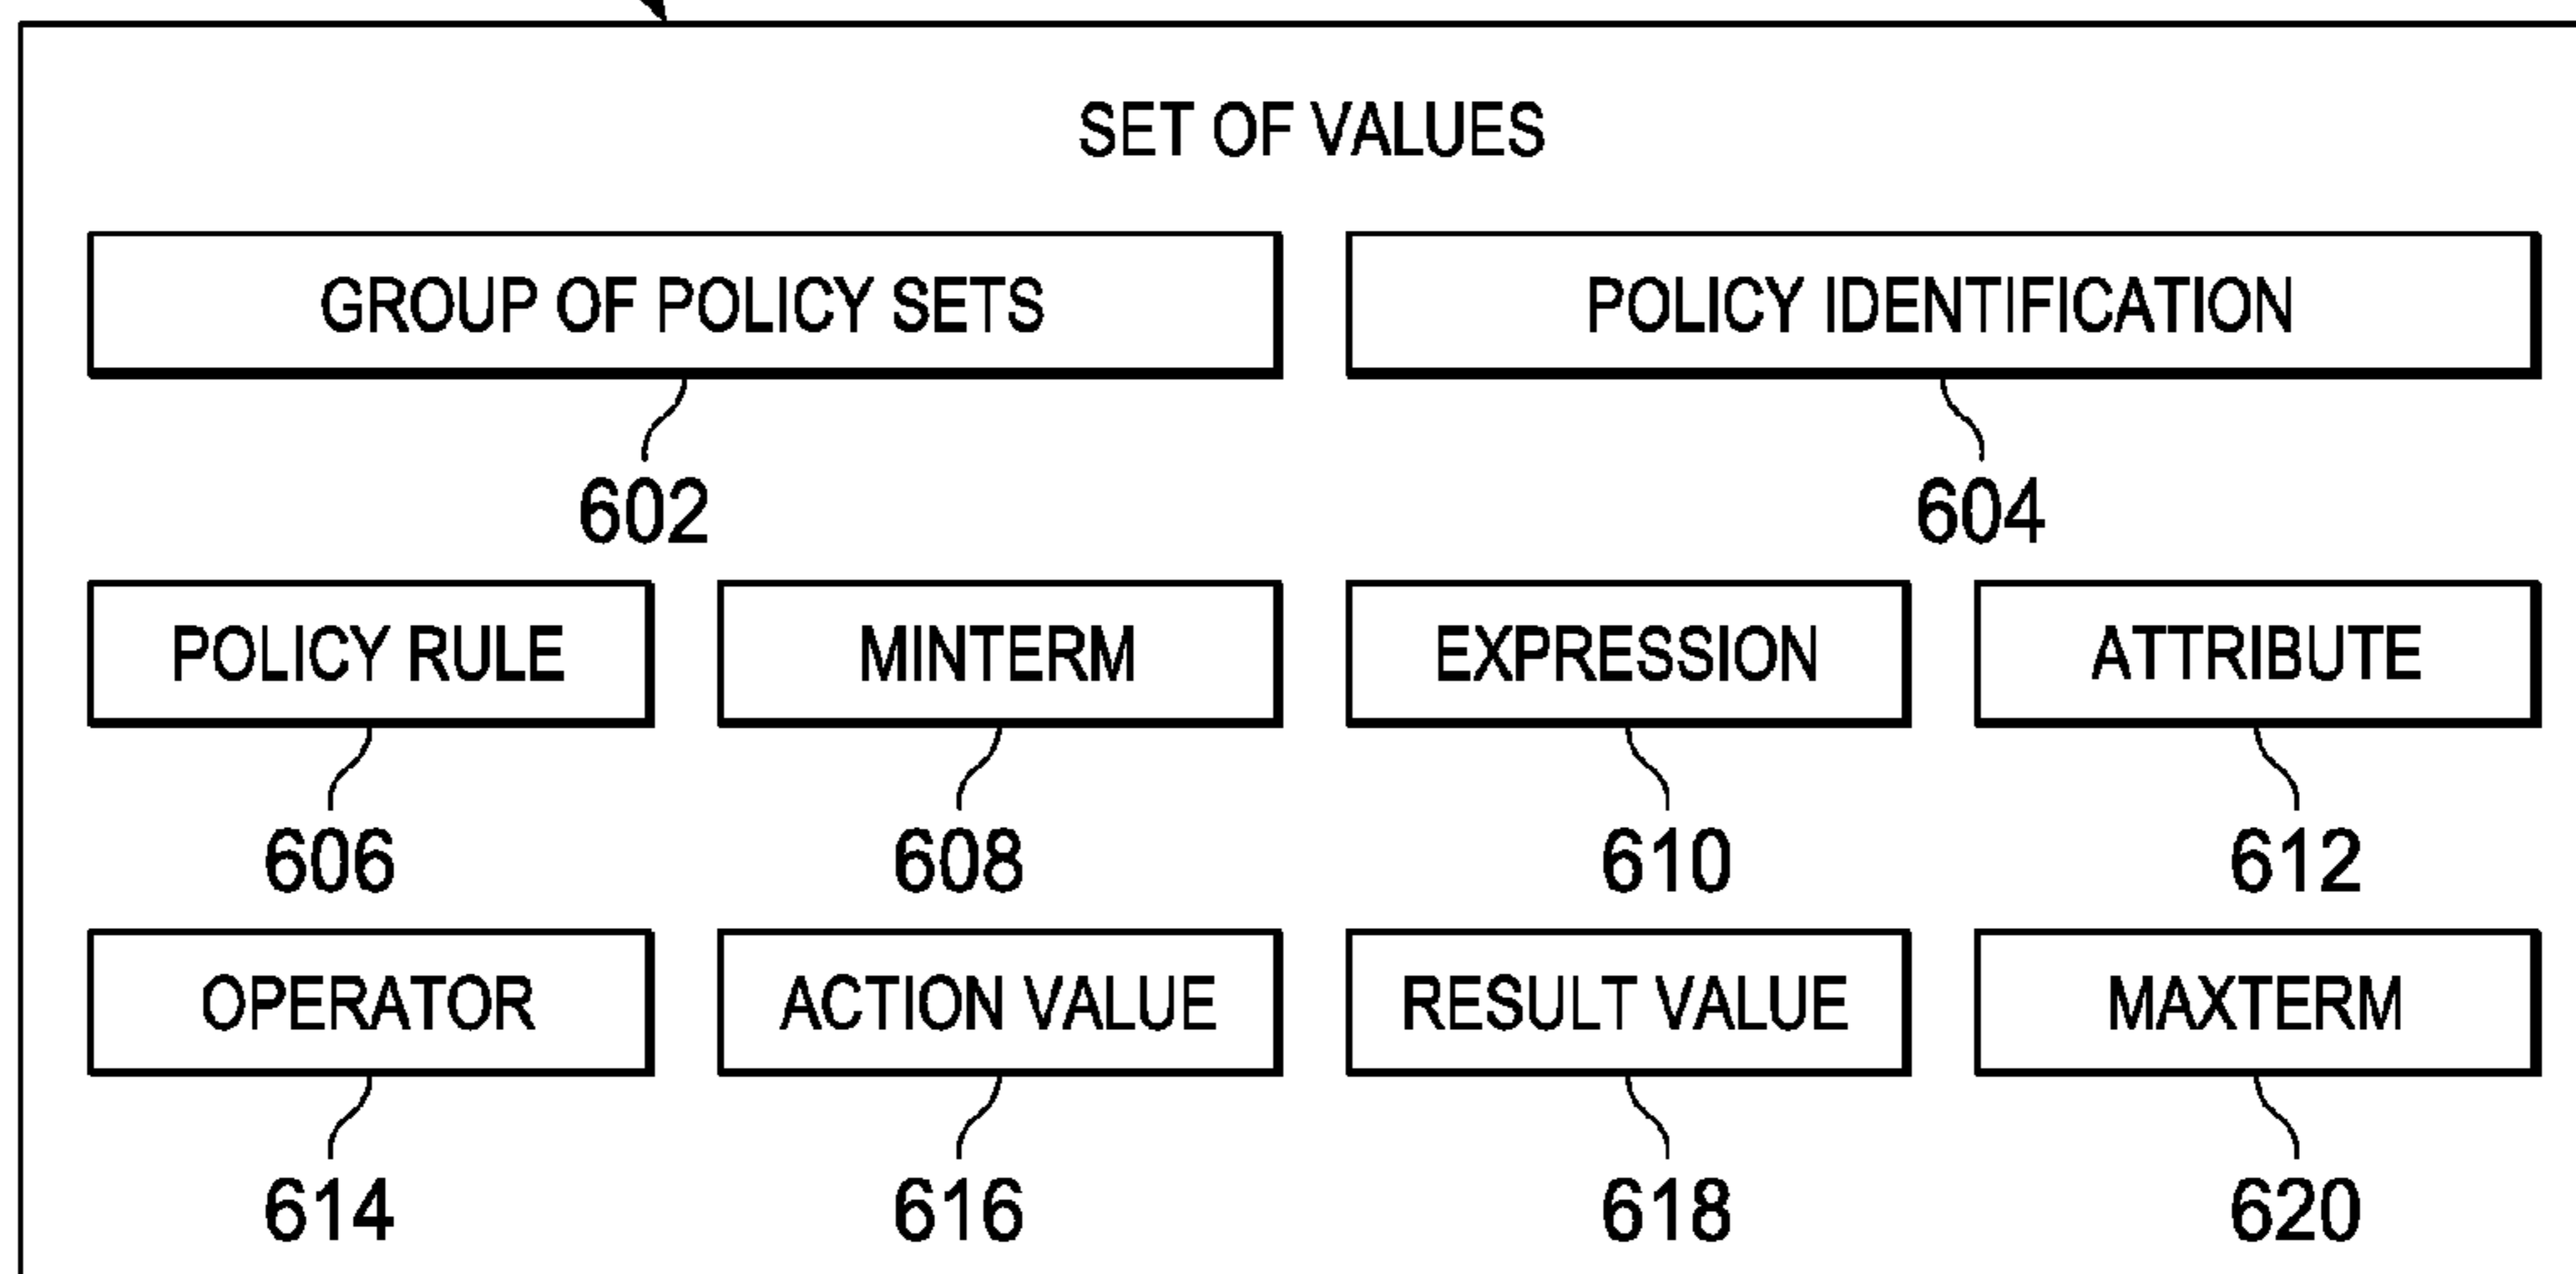 SET OF VALUES
GROUP OF POLICY SETS POLICY IDENTIFICATION
602 604
POLICY RULE MINTERM EXPRESSION ATTRIBUTE
606 608 610 612
OPERATOR ACTION VALUE RESULT VALUE MAXTERM
614 616 618 620